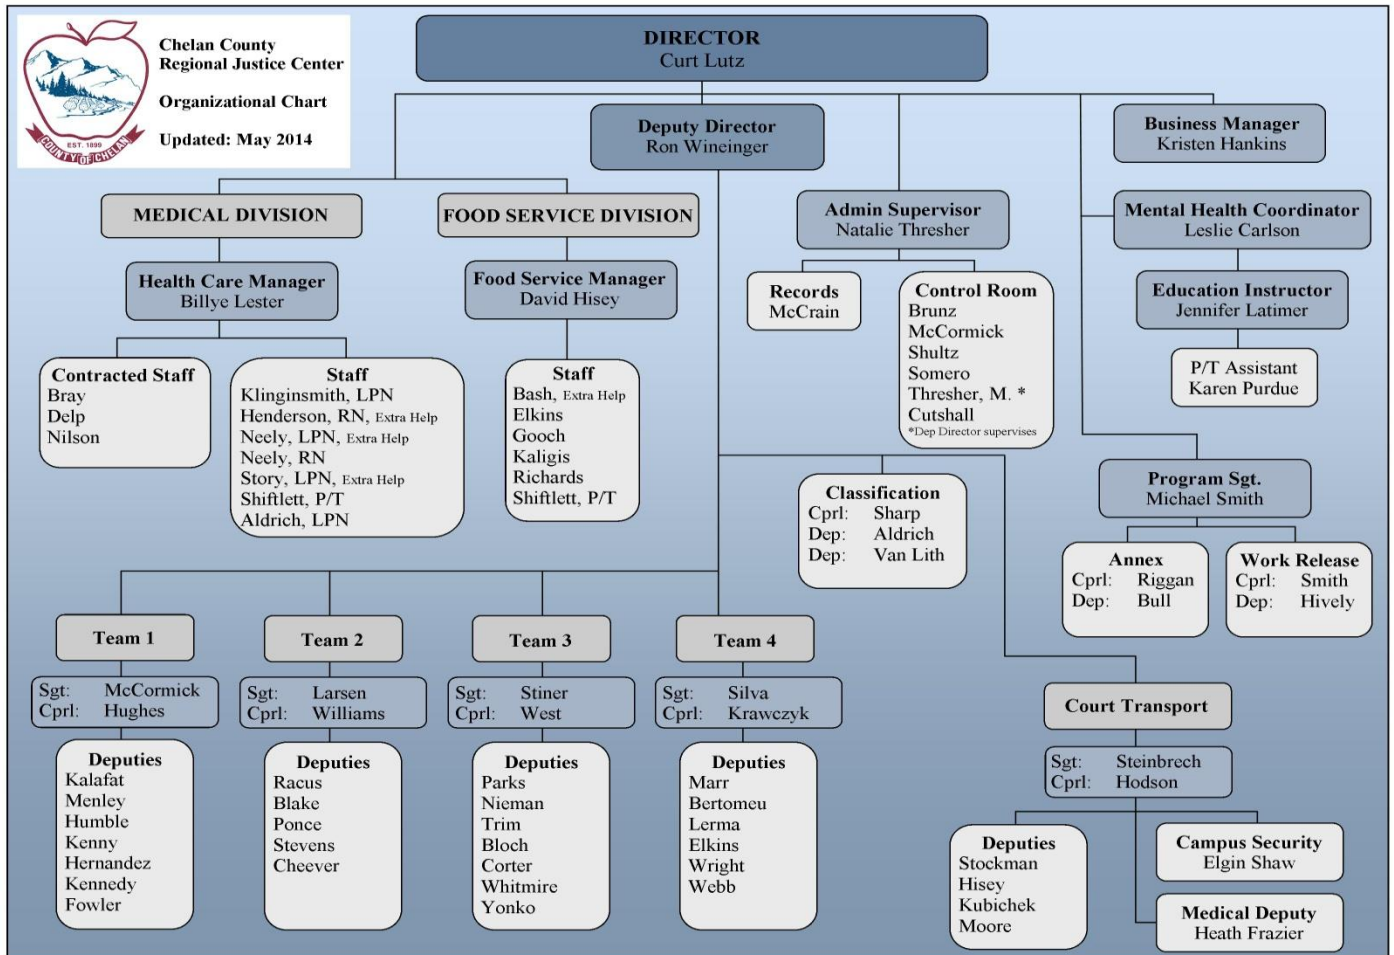 Chelan County
Regional Justice Center
Organizational Chart
Updated: May 2014
EST. 1899
COUNTY OF CHELAN
DIRECTOR
Curt Lutz
Deputy Director
Ron Wineinger
Business Manager
Kristen Hankins
MEDICAL DIVISION
FOOD SERVICE DIVISION
Admin Supervisor
Natalie Thresher
Mental Health Coordinator
Leslie Carlson
Health Care Manager
Billye Lester
Food Service Manager
David Hisey
Records
McCrain
Control Room
Brunz
McCormick
Shultz
Somero
Thresher, M. *
Cutshall
*Dep Director supervises
Education Instructor
Jennifer Latimer
P/T Assistant
Karen Purdue
Contracted Staff
Bray
Delp
Nilson
Staff
Klinginsmith, LPN
Henderson, RN, Extra Help
Neely, LPN, Extra Help
Neely, RN
Story, LPN, Extra Help
Shiftlett, P/T
Aldrich, LPN
Staff
Bash, Extra Help
Elkins
Gooch
Kaligis
Richards
Shiftlett, P/T
Classification
Cprl: Sharp
Dep: Aldrich
Dep: Van Lith
Program Sgt.
Michael Smith
Annex
Cprl: Riggan
Dep: Bull
Work Release
Cprl: Smith
Dep: Hively
Team 1
Sgt: McCormick
Cprl: Hughes
Deputies
Kalafat
Menley
Humble
Kenny
Hernandez
Kennedy
Fowler
Team 2
Sgt: Larsen
Cprl: Williams
Deputies
Racus
Blake
Ponce
Stevens
Cheever
Team 3
Sgt: Stiner
Cprl: West
Deputies
Parks
Nieman
Trim
Bloch
Corter
Whitmire
Yonko
Team 4
Sgt: Silva
Cprl: Krawczyk
Deputies
Marr
Bertomeu
Lerma
Elkins
Wright
Webb
Court Transport
Sgt: Steinbrech
Cprl: Hodson
Deputies
Stockman
Hisey
Kubichek
Moore
Campus Security
Elgin Shaw
Medical Deputy
Heath Frazier